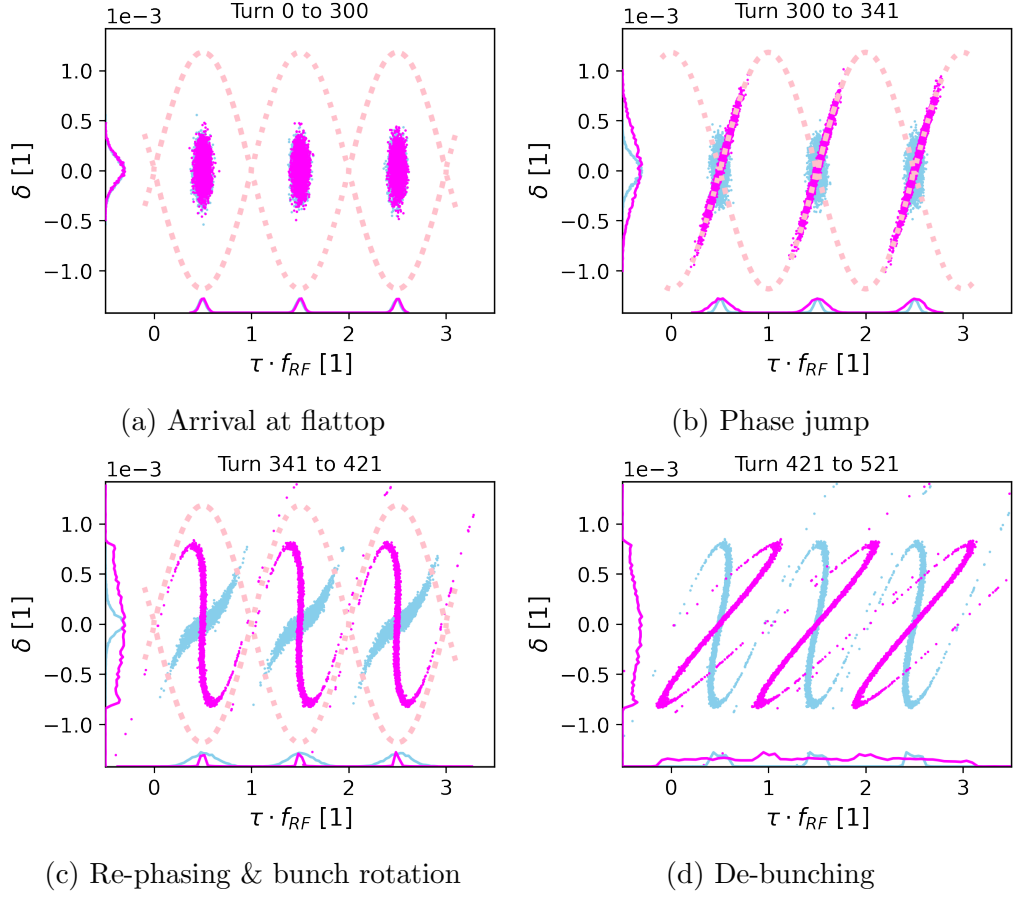 1e−3 Turn 0 to 300
1.0
0.5
0.0
−0.5
−1.0
δ [1]
0 1 2 3
τ · f_RF [1]
(a) Arrival at flattop
1e−3 Turn 300 to 341
1.0
0.5
0.0
−0.5
−1.0
δ [1]
0 1 2 3
τ · f_RF [1]
(b) Phase jump
1e−3 Turn 341 to 421
1.0
0.5
0.0
−0.5
−1.0
δ [1]
0 1 2 3
τ · f_RF [1]
(c) Re-phasing & bunch rotation
1e−3 Turn 421 to 521
1.0
0.5
0.0
−0.5
−1.0
δ [1]
0 1 2 3
τ · f_RF [1]
(d) De-bunching